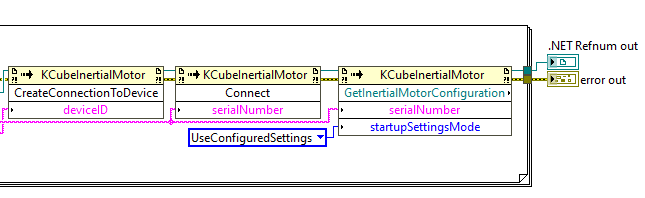 .NET Refnum out
KCubeInertialMotor
KCubeInertialMotor
KCubeInertialMotor
error out
CreateConnectionToDevice
Connect
GetInertialMotorConfiguration
deviceID
serialNumber
serialNumber
UseConfiguredSettings
startupSettingsMode